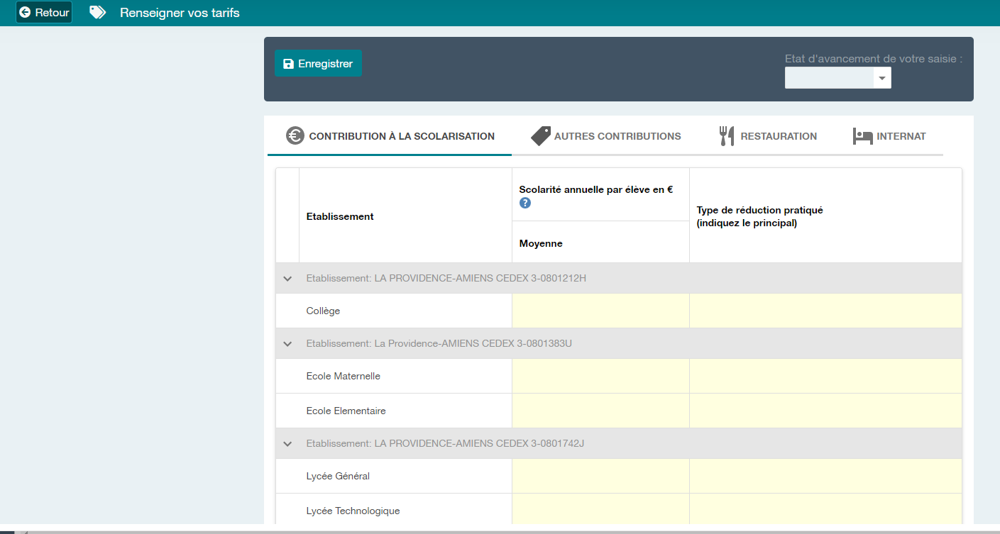 Retour
Renseigner vos tarifs
Enregistrer
Etat d'avancement de votre saisie :
CONTRIBUTION À LA SCOLARISATION
AUTRES CONTRIBUTIONS
RESTAURATION
INTERNAT
Etablissement
Scolarité annuelle par élève en €
?
Moyenne
Type de réduction pratiqué
(indiquez le principal)
Etablissement: LA PROVIDENCE-AMIENS CEDEX 3-0801212H
Collège
Etablissement: La Providence-AMIENS CEDEX 3-0801383U
Ecole Maternelle
Ecole Elementaire
Etablissement: LA PROVIDENCE-AMIENS CEDEX 3-0801742J
Lycée Général
Lycée Technologique